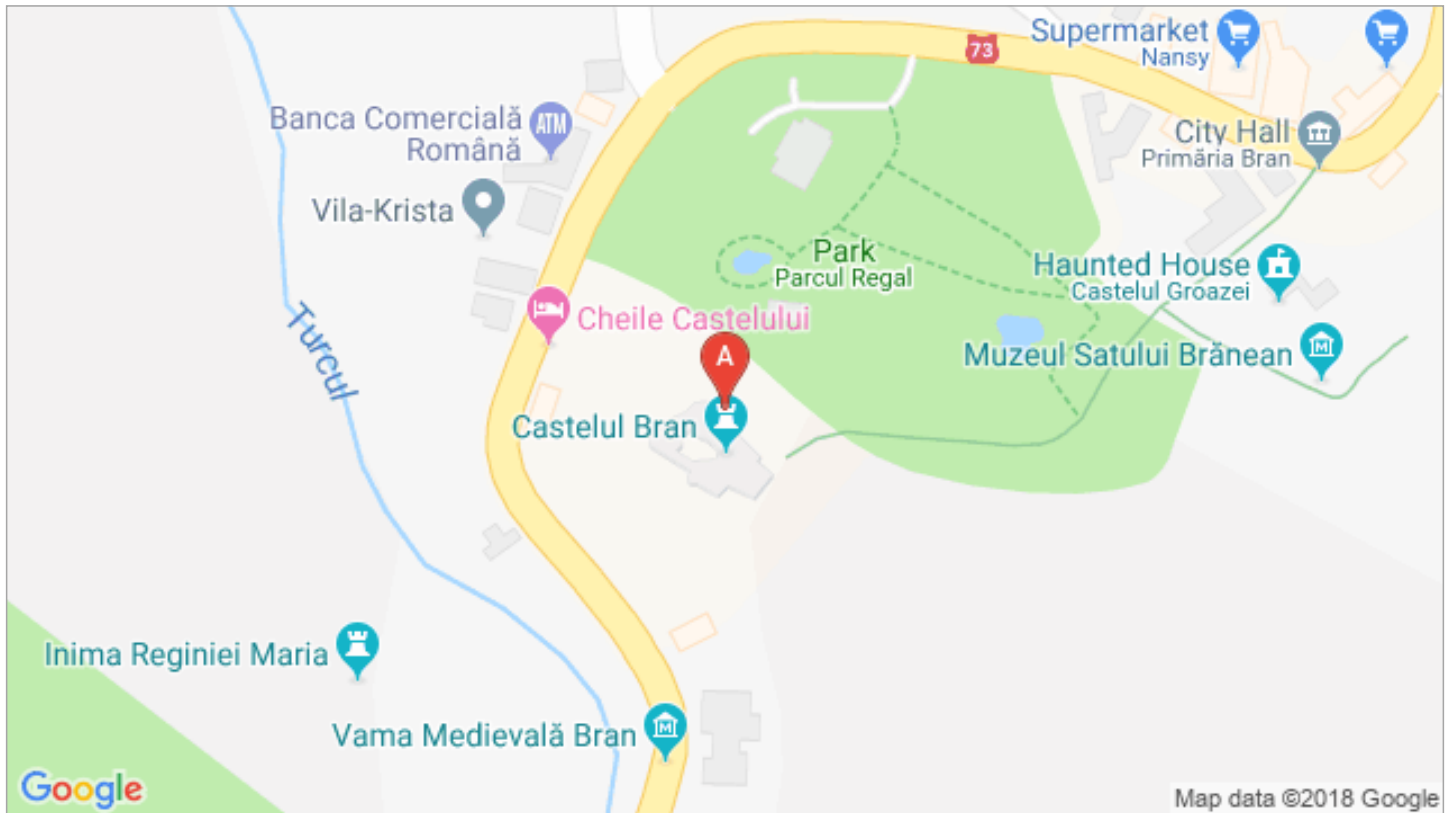 Supermarket
Nansy
73
Banca Comercială
Română
ATM
City Hall
Primăria Bran
Vila-Krista
Park
Parcul Regal
Haunted House
Castelul Groazei
Cheile Castelului
Turcul
Muzeul Satului Brănean
M
A
Castelul Bran
Inima Reginiei Maria
Vama Medievală Bran
M
Google
Map data ©2018 Google